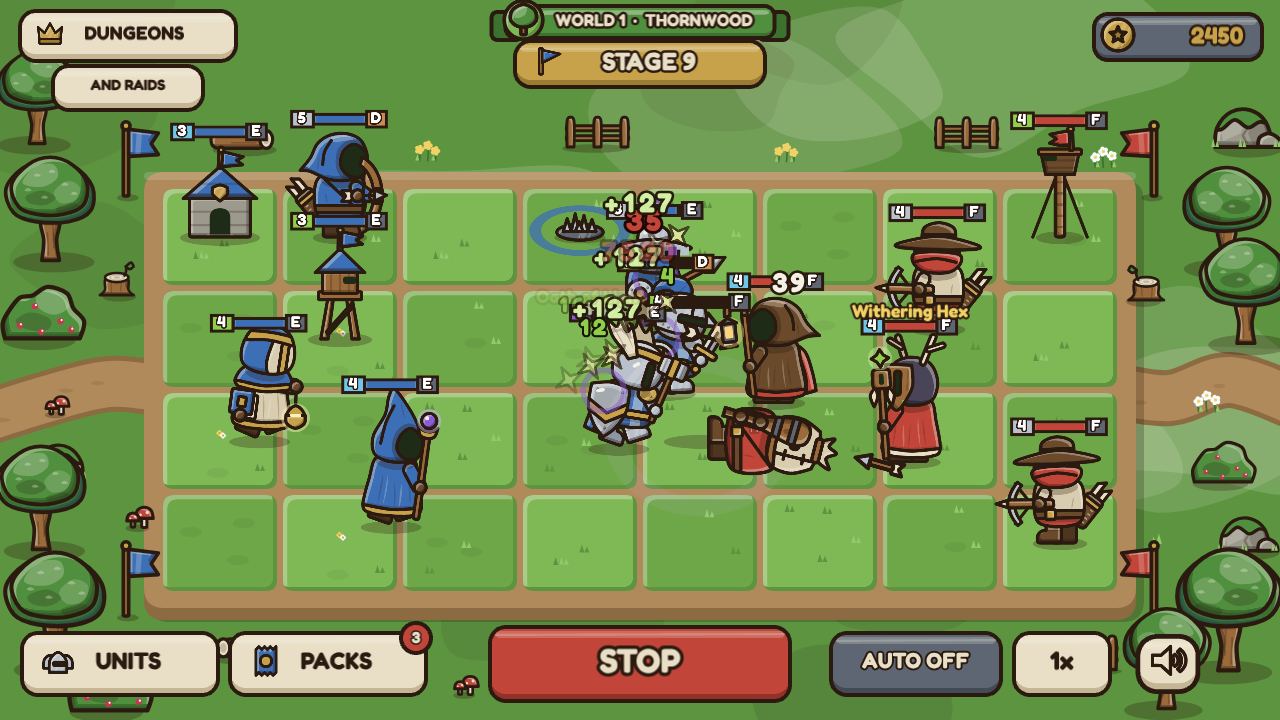 DUNGEONS
AND RAIDS
WORLD 1 • THORNWOOD
STAGE 9
2450
3 E
5 D
4 F
3 E
+127
E
35
4 F
+127
D
4
4 39 F
+127
F
12
E
Withering Hex
4 F
4 E
4 E
4 F
UNITS
PACKS
3
STOP
AUTO OFF
1x